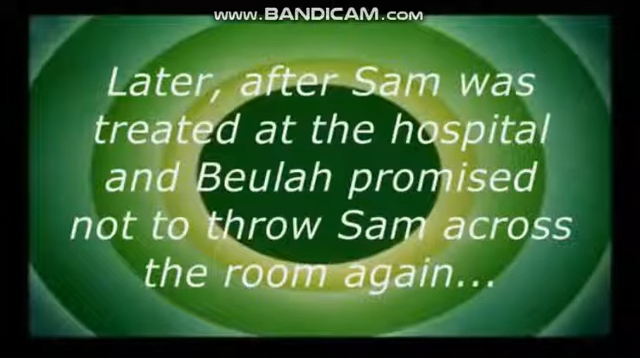 www.BANDICAM.com
Later, after Sam was
treated at the hospital
and Beulah promised
not to throw Sam across
the room again...